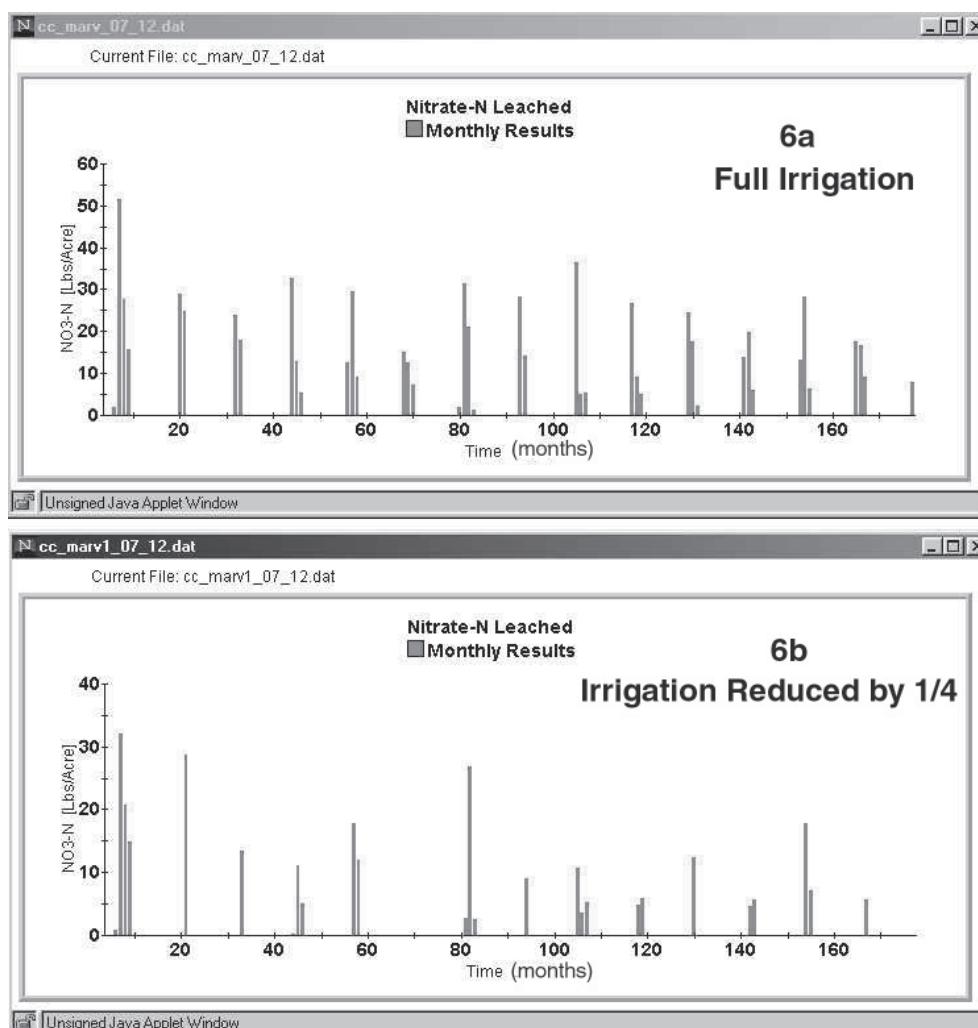 N cc_marv_07_12.dat
Current File: cc_marv_07_12.dat
Nitrate-N Leached
Monthly Results
6a
Full Irrigation
60
50
40
30
20
10
0
NO3-N [Lbs/Acre]
20 40 60 80 100 120 140 160
Time (months)
Unsigned Java Applet Window
N cc_marv1_07_12.dat
Current File: cc_marv1_07_12.dat
Nitrate-N Leached
Monthly Results
6b
Irrigation Reduced by 1/4
40
30
20
10
0
NO3-N [Lbs/Acre]
20 40 60 80 100 120 140 160
Time (months)
Unsigned Java Applet Window